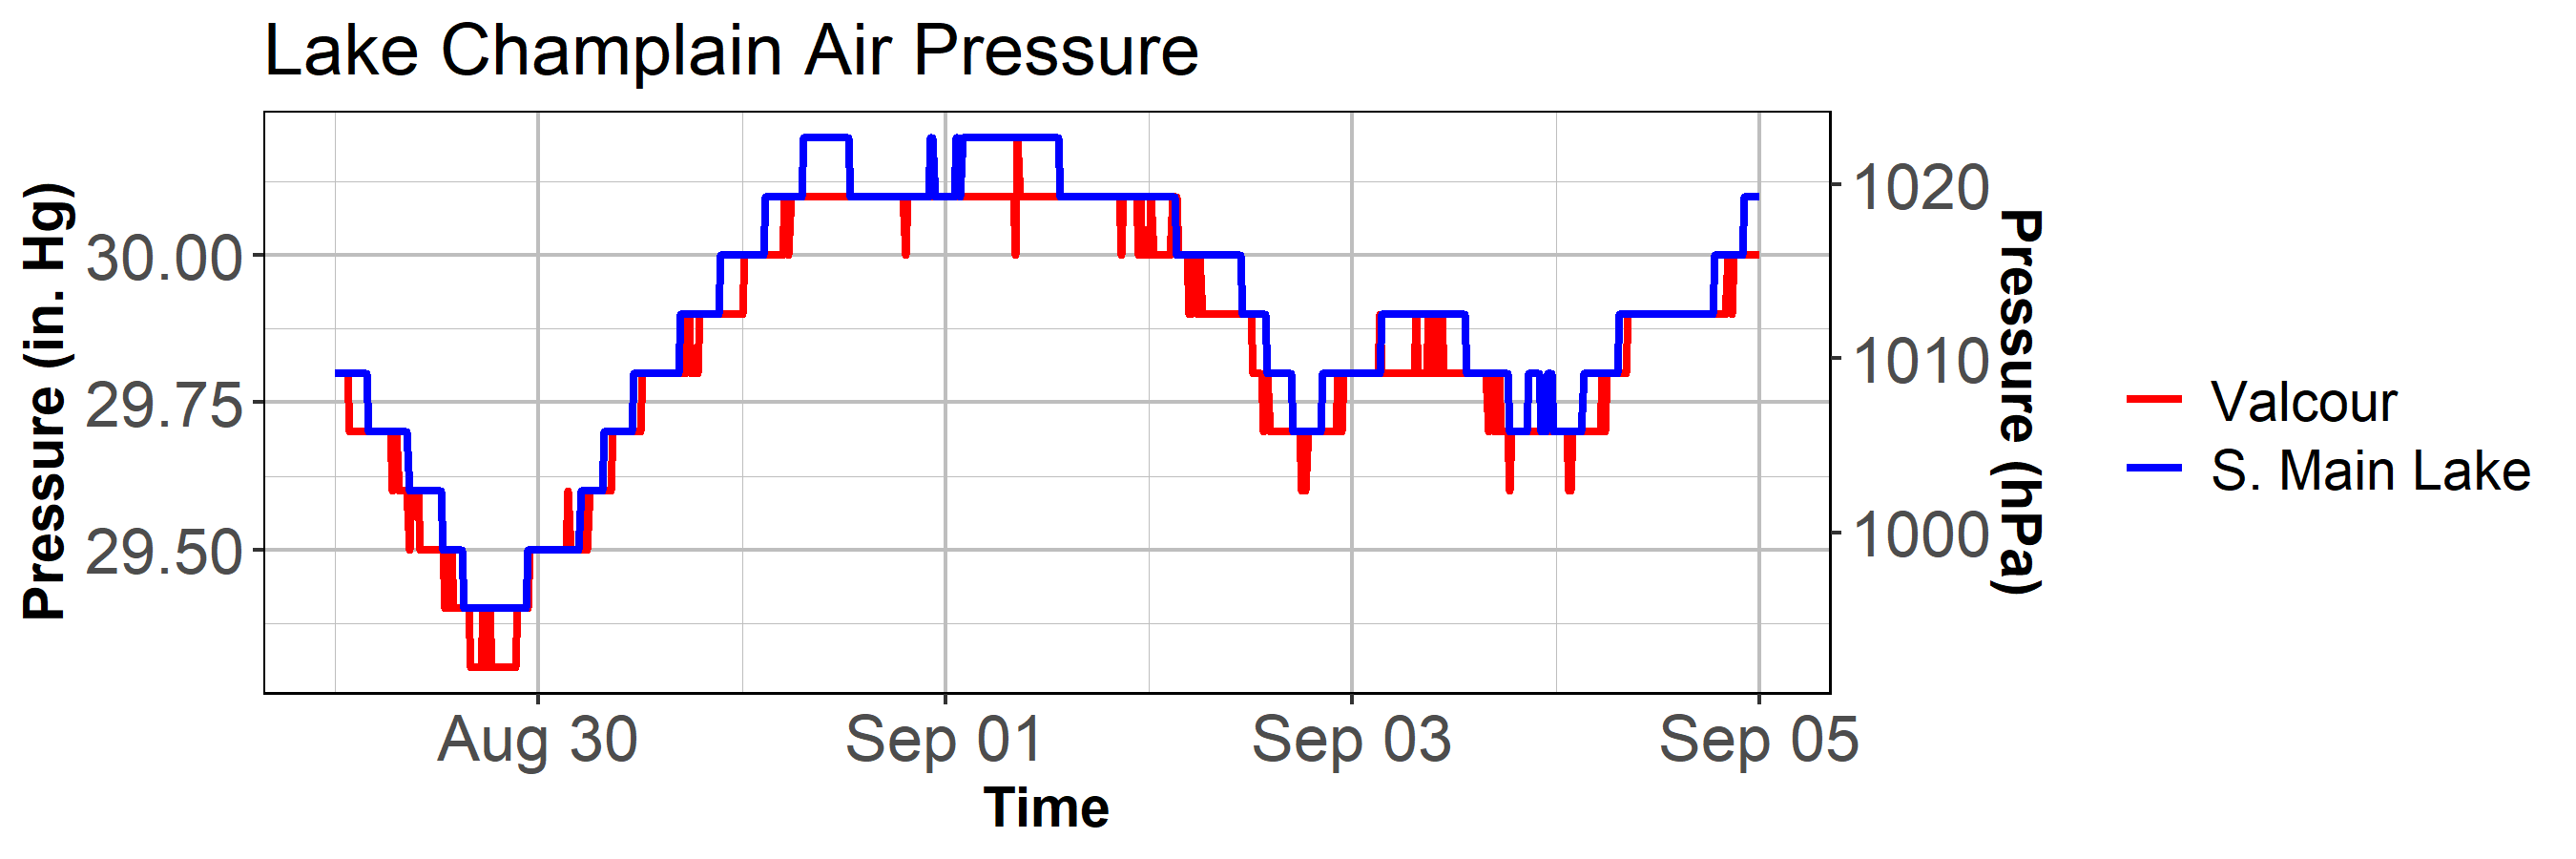 Lake Champlain Air Pressure
Pressure (in. Hg)
30.00
29.75
29.50
1020
1010
1000
Pressure (hPa)
Valcour
S. Main Lake
Aug 30
Sep 01
Sep 03
Sep 05
Time